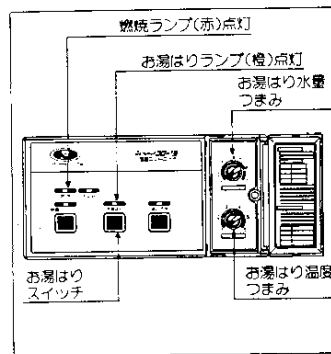 燃焼ランプ(赤)点灯
お湯はりランプ(橙)点灯
お湯はり水量
つまみ
お湯はり
スイッチ
お湯はり温度
つまみ